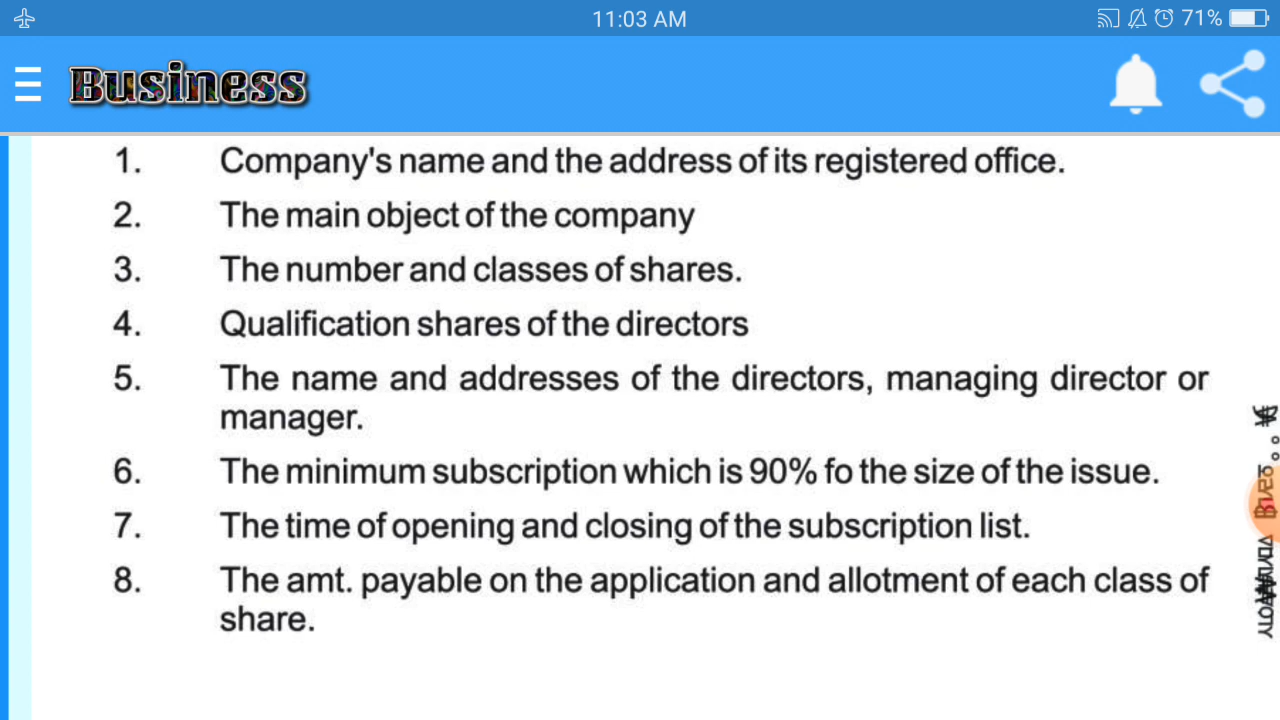 11:03 AM
71%
Business
1. Company's name and the address of its registered office.
2. The main object of the company
3. The number and classes of shares.
4. Qualification shares of the directors
5. The name and addresses of the directors, managing director or
manager.
6. The minimum subscription which is 90% fo the size of the issue.
7. The time of opening and closing of the subscription list.
8. The amt. payable on the application and allotment of each class of
share.